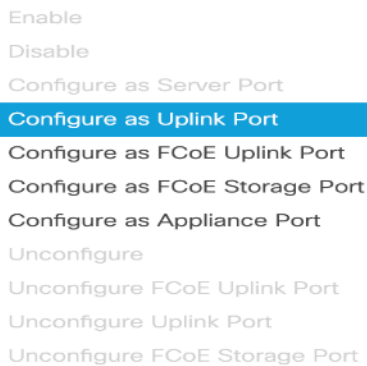 Enable
Disable
Configure as Server Port
Configure as Uplink Port
Configure as FCoE Uplink Port
Configure as FCoE Storage Port
Configure as Appliance Port
Unconfigure
Unconfigure FCoE Uplink Port
Unconfigure Uplink Port
Unconfigure FCoE Storage Port